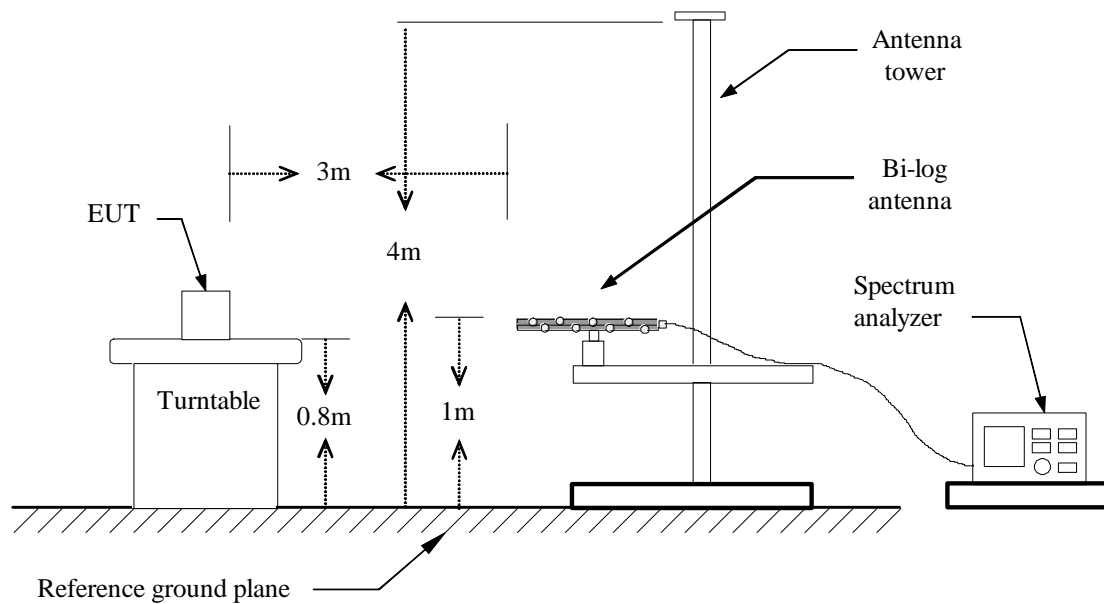 Antenna
tower
3m
Bi-log
antenna
EUT
4m
Spectrum
analyzer
Turntable
0.8m
1m
Reference ground plane